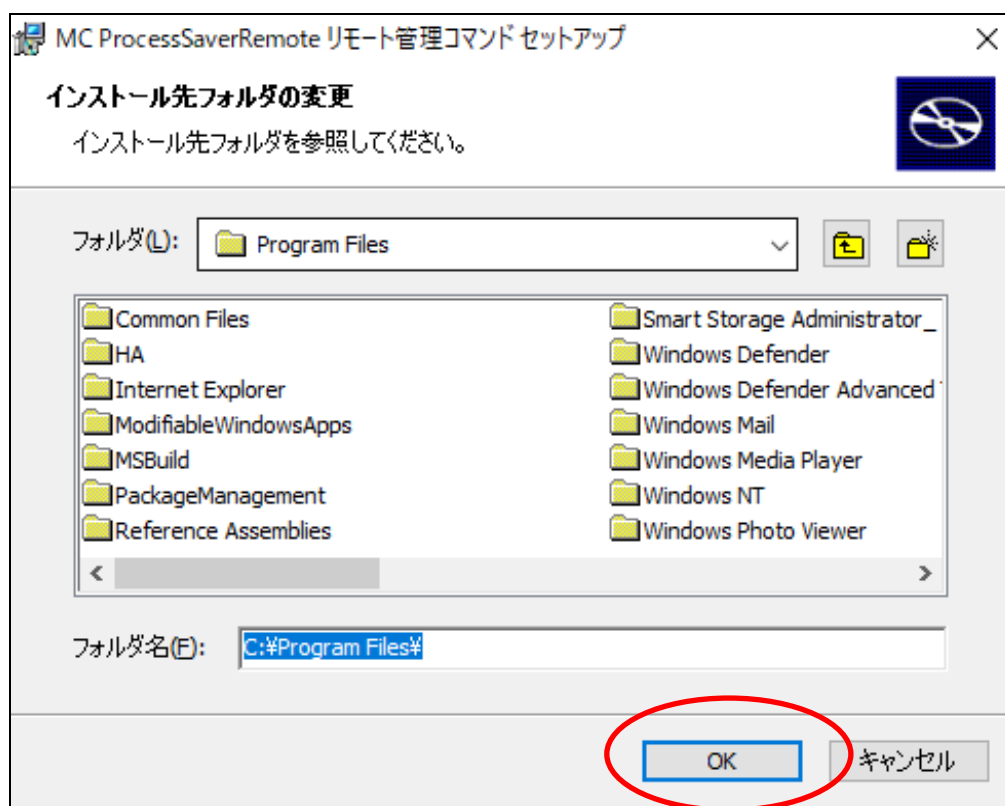 MC ProcessSaverRemote リモート管理コマンド セットアップ
インストール先フォルダの変更
インストール先フォルダを参照してください。
フォルダ(L):
Program Files
Common Files
HA
Internet Explorer
ModifiableWindowsApps
MSBuild
PackageManagement
Reference Assemblies
Smart Storage Administrator_
Windows Defender
Windows Defender Advanced
Windows Mail
Windows Media Player
Windows NT
Windows Photo Viewer
フォルダ名(F):
C:¥Program Files¥
OK
キャンセル